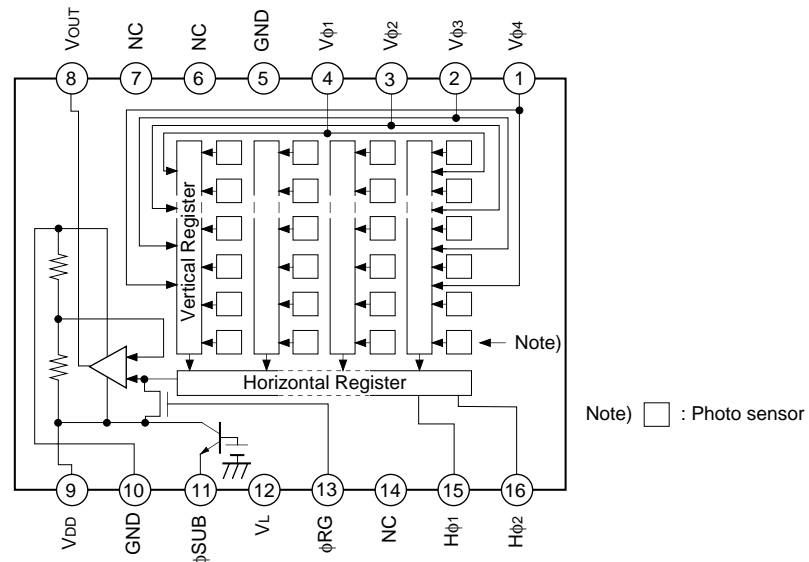 VOUT
NC
NC
GND
Vϕ1
Vϕ2
Vϕ3
Vϕ4
8
7
6
5
4
3
2
1
Vertical Register
Note)
Horizontal Register
Note) : Photo sensor
9
10
11
12
13
14
15
16
VDD
GND
ϕSUB
VL
ϕRG
NC
Hϕ1
Hϕ2